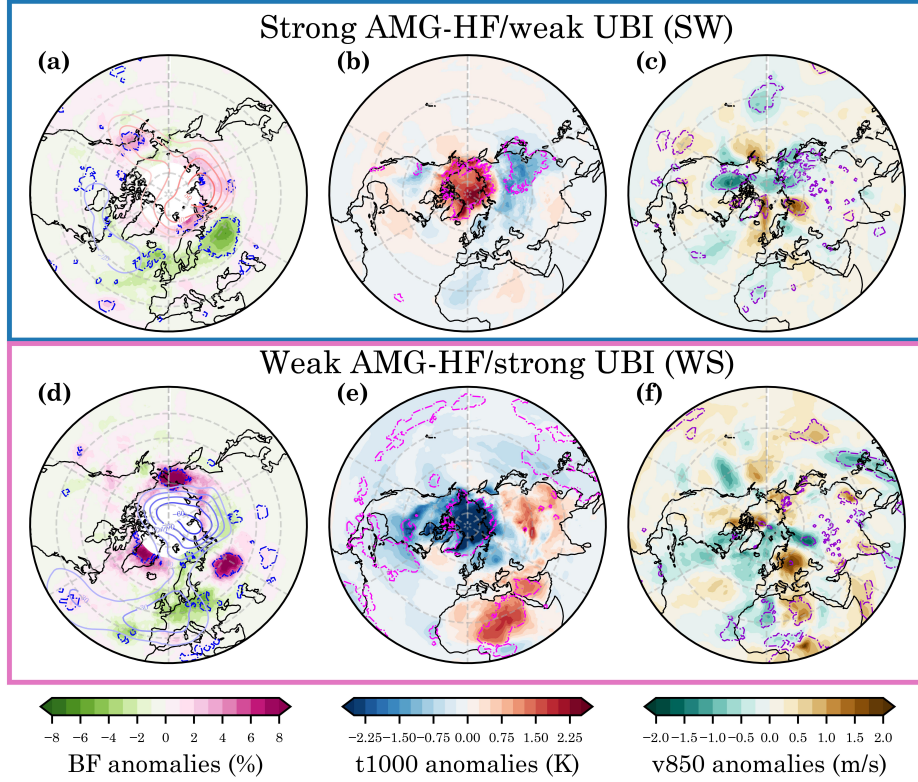 Strong AMG-HF/weak UBI (SW)
(a) (b) (c)
Weak AMG-HF/strong UBI (WS)
(d) (e) (f)
−8 −6 −4 −2 0 2 4 6 8
−2.25 −1.50 −0.75 0.00 0.75 1.50 2.25
−2.0 −1.5 −1.0 −0.5 0.0 0.5 1.0 1.5 2.0
BF anomalies (%)
t1000 anomalies (K)
v850 anomalies (m/s)